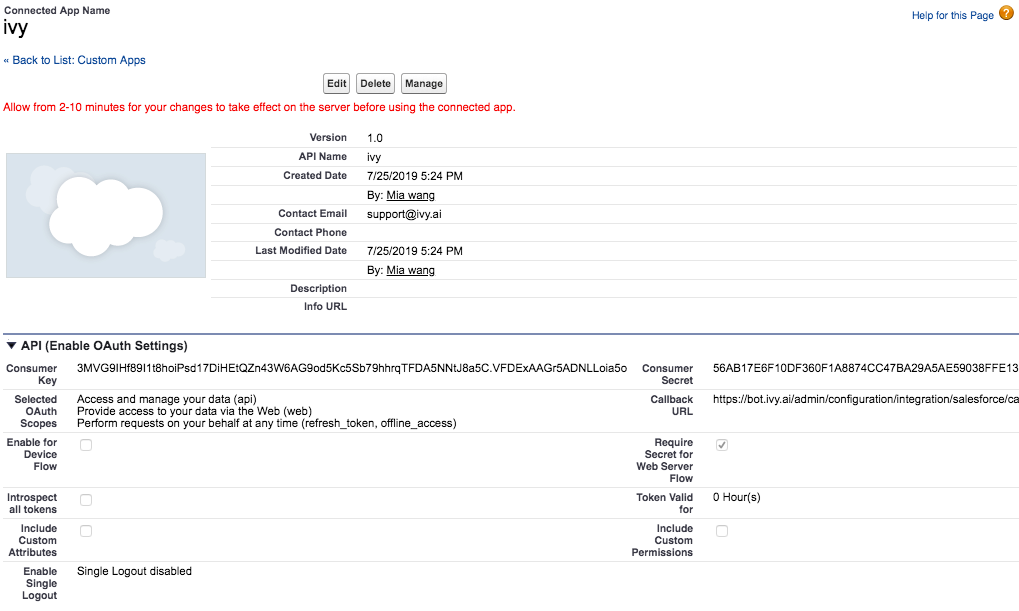 Connected App Name
ivy
Help for this Page ?
« Back to List: Custom Apps
Edit Delete Manage
Allow from 2-10 minutes for your changes to take effect on the server before using the connected app.
Version 1.0
API Name ivy
Created Date 7/25/2019 5:24 PM
By: Mia wang
Contact Email support@ivy.ai
Contact Phone
Last Modified Date 7/25/2019 5:24 PM
By: Mia wang
Description
Info URL
API (Enable OAuth Settings)
Consumer Key 3MVG9IHf89I1t8hoiPsd17DiHEtQZn43W6AG9od5Kc5Sb79hhrqTFDA5NNtJ8a5C.VFDExAAGr5ADNLLoia5o
Consumer Secret 56AB17E6F10DF360F1A8874CC47BA29A5AE59038FFE13
Selected OAuth Scopes
Access and manage your data (api)
Provide access to your data via the Web (web)
Perform requests on your behalf at any time (refresh_token, offline_access)
Callback URL https://bot.ivy.ai/admin/configuration/integration/salesforce/ca
Enable for Device Flow
Require Secret for Web Server Flow
Introspect all tokens
Token Valid for 0 Hour(s)
Include Custom Attributes
Include Custom Permissions
Enable Single Logout Single Logout disabled